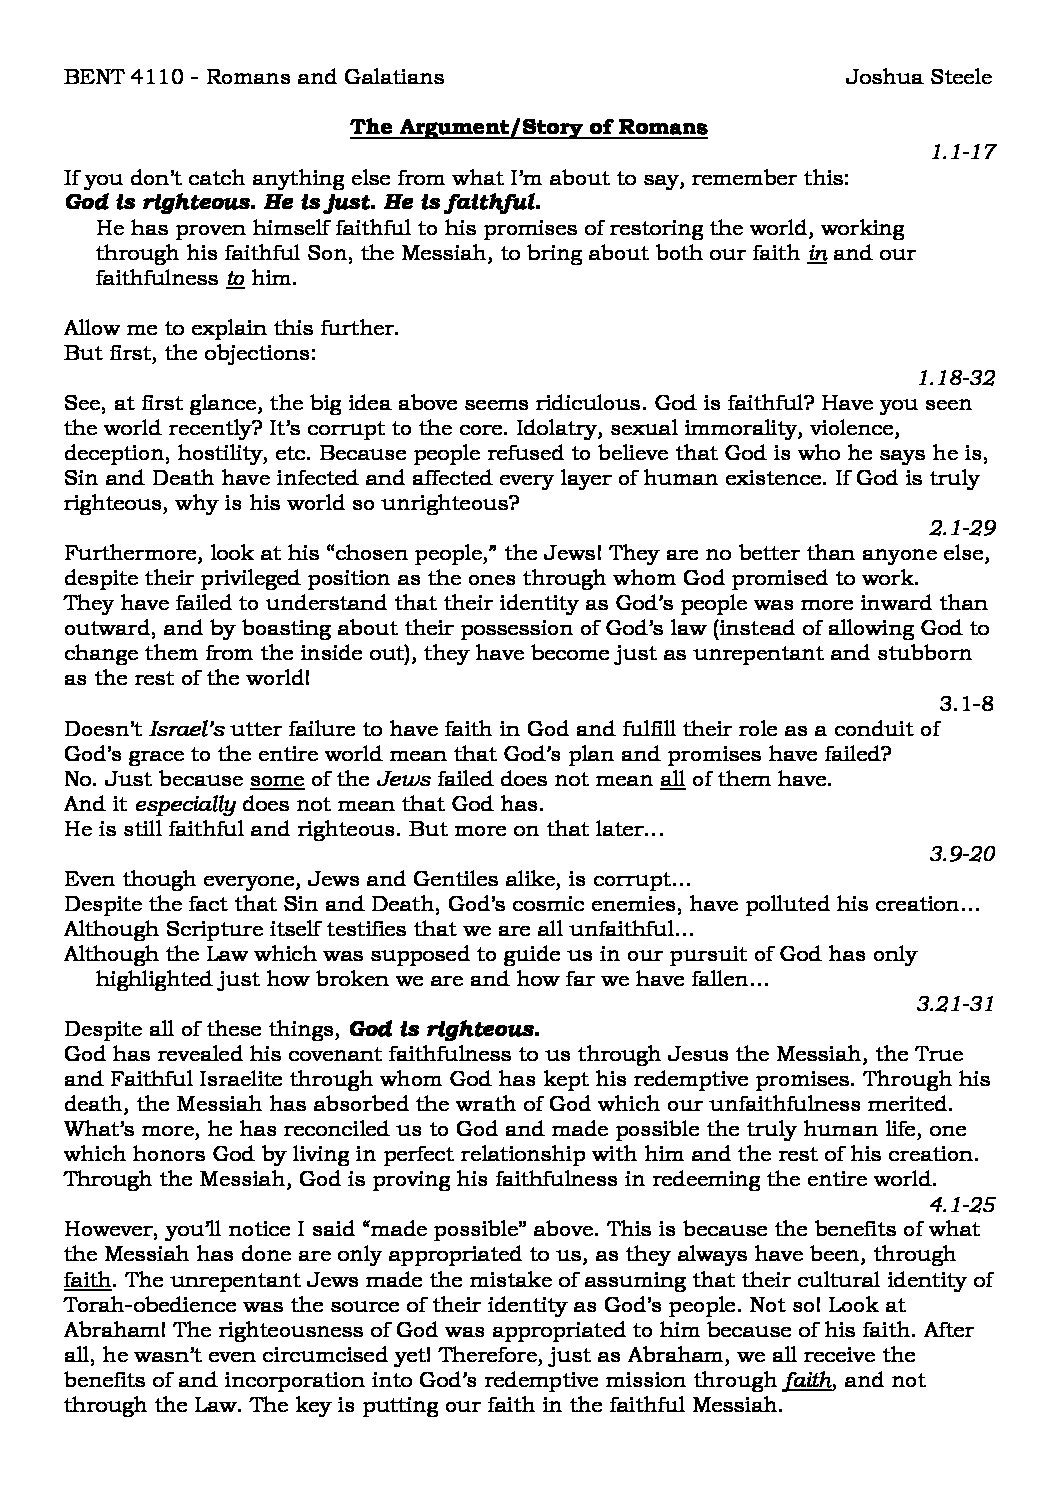 BENT 4110 - Romans and Galatians Joshua Steele
The Argument/Story of Romans
1.1-17
If you don't catch anything else from what I'm about to say, remember this:
God is righteous. He is just. He is faithful.
He has proven himself faithful to his promises of restoring the world, working
through his faithful Son, the Messiah, to bring about both our faith in and our
faithfulness to him.
Allow me to explain this further.
But first, the objections:
1.18-32
See, at first glance, the big idea above seems ridiculous. God is faithful? Have you seen
the world recently? It's corrupt to the core. Idolatry, sexual immorality, violence,
deception, hostility, etc. Because people refused to believe that God is who he says he is,
Sin and Death have infected and affected every layer of human existence. If God is truly
righteous, why is his world so unrighteous?
2.1-29
Furthermore, look at his “chosen people,” the Jews! They are no better than anyone else,
despite their privileged position as the ones through whom God promised to work.
They have failed to understand that their identity as God's people was more inward than
outward, and by boasting about their possession of God's law (instead of allowing God to
change them from the inside out), they have become just as unrepentant and stubborn
as the rest of the world!
3.1-8
Doesn't Israel's utter failure to have faith in God and fulfill their role as a conduit of
God's grace to the entire world mean that God's plan and promises have failed?
No. Just because some of the Jews failed does not mean all of them have.
And it especially does not mean that God has.
He is still faithful and righteous. But more on that later…
3.9-20
Even though everyone, Jews and Gentiles alike, is corrupt…
Despite the fact that Sin and Death, God's cosmic enemies, have polluted his creation…
Although Scripture itself testifies that we are all unfaithful…
Although the Law which was supposed to guide us in our pursuit of God has only
highlighted just how broken we are and how far we have fallen…
3.21-31
Despite all of these things, God is righteous.
God has revealed his covenant faithfulness to us through Jesus the Messiah, the True
and Faithful Israelite through whom God has kept his redemptive promises. Through his
death, the Messiah has absorbed the wrath of God which our unfaithfulness merited.
What's more, he has reconciled us to God and made possible the truly human life, one
which honors God by living in perfect relationship with him and the rest of his creation.
Through the Messiah, God is proving his faithfulness in redeeming the entire world.
4.1-25
However, you'll notice I said “made possible” above. This is because the benefits of what
the Messiah has done are only appropriated to us, as they always have been, through
faith. The unrepentant Jews made the mistake of assuming that their cultural identity of
Torah-obedience was the source of their identity as God's people. Not so! Look at
Abraham! The righteousness of God was appropriated to him because of his faith. After
all, he wasn't even circumcised yet! Therefore, just as Abraham, we all receive the
benefits of and incorporation into God's redemptive mission through faith, and not
through the Law. The key is putting our faith in the faithful Messiah.